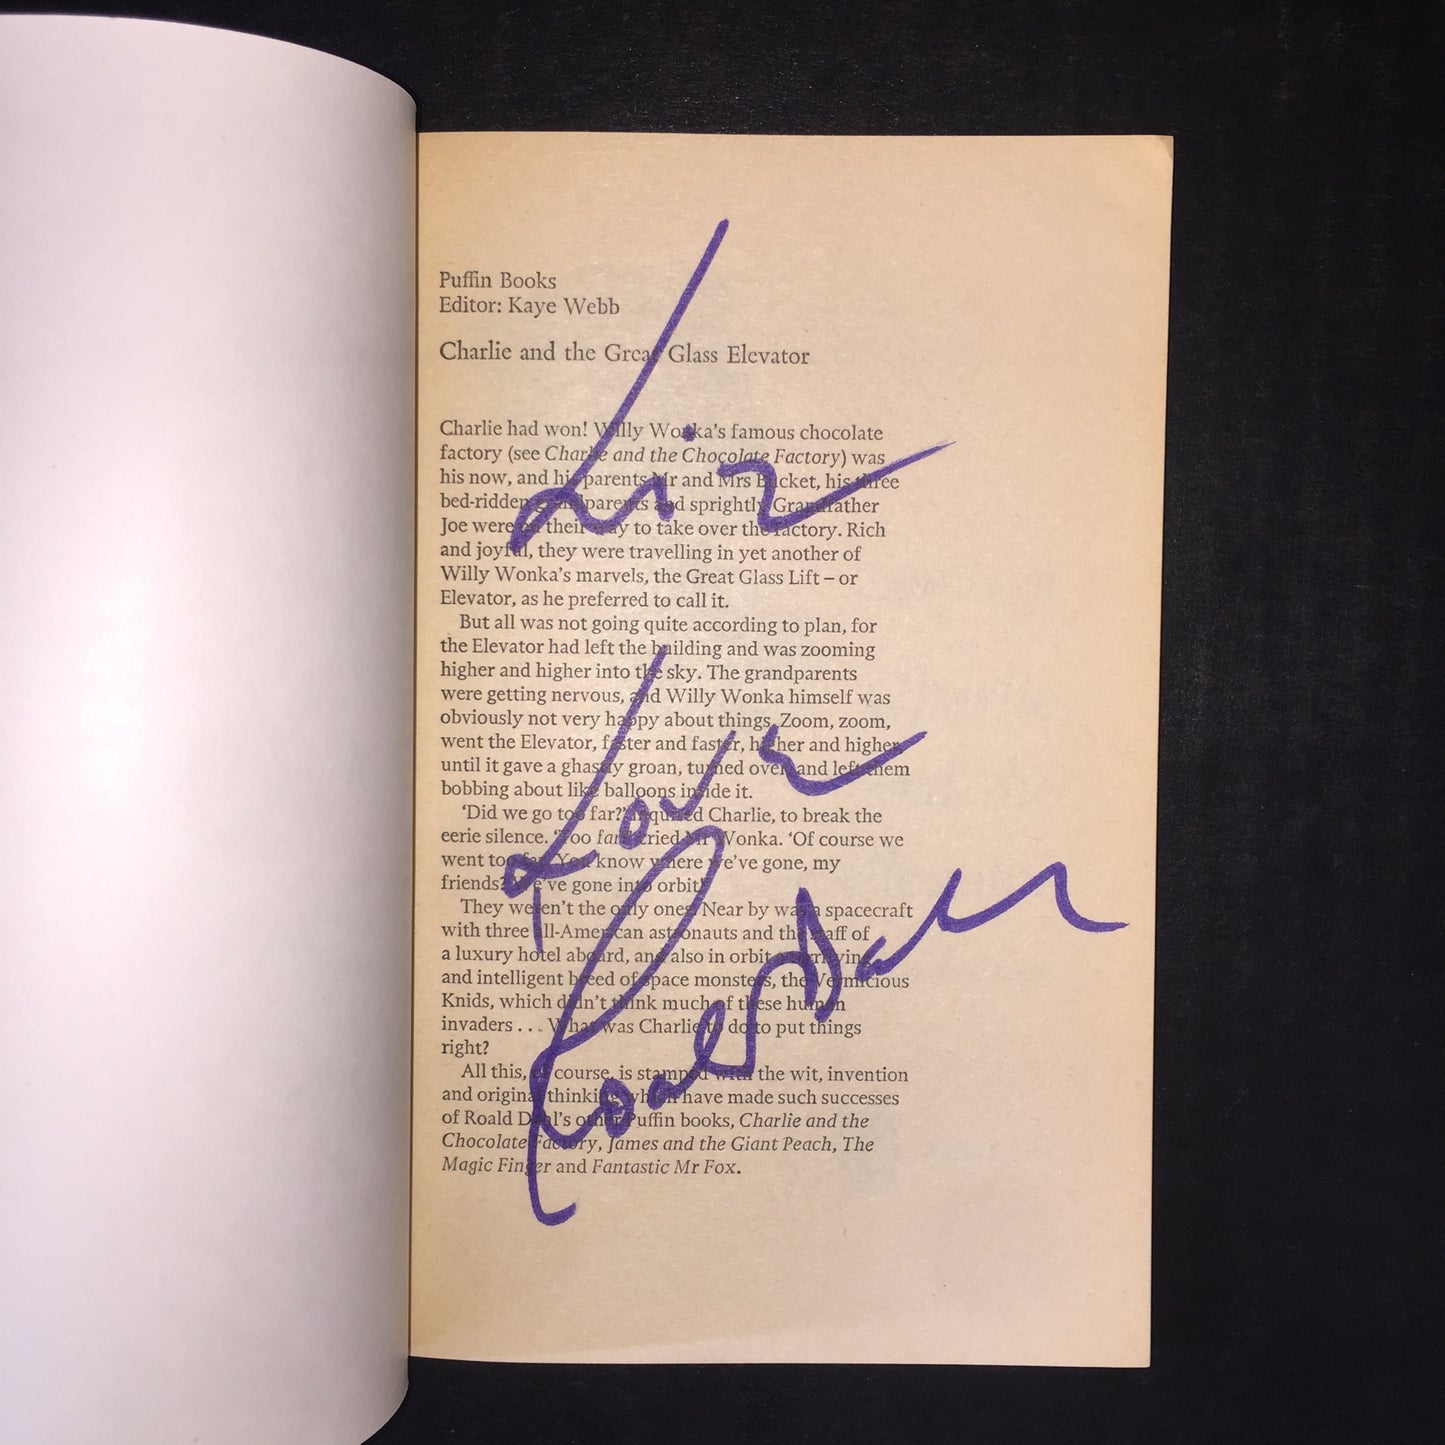 Puffin Books
Editor: Kaye Webb
Charlie and the Great Glass Elevator
Liz
Charlie had won! Willy Wonka's famous chocolate
factory (see Charlie and the Chocolate Factory) was
his now, and his parents Mr and Mrs Bucket, his three
bed-ridden grandparents and sprightly Grandfather
Joe were on their way to take over the factory. Rich
and joyful, they were travelling in yet another of
Willy Wonka's marvels, the Great Glass Lift – or
Elevator, as he preferred to call it.
But all was not going quite according to plan, for
the Elevator had left the building and was zooming
higher and higher into the sky. The grandparents
were getting nervous, and Willy Wonka himself was
obviously not very happy about things. Zoom, zoom,
went the Elevator, faster and faster, higher and higher,
until it gave a ghastly groan, turned over and left them
bobbing about like balloons inside it.
Love
'Did we go too far?' inquired Charlie, to break the
eerie silence. 'Too far!' cried Mr Wonka. 'Of course we
went too far. You know where we've gone, my
friends? We've gone into orbit!'
They weren't the only ones. Near by was a spacecraft
with three all-American astronauts and the staff of
a luxury hotel aboard, and also in orbit a terrifying
and intelligent breed of space monsters, the Vermicious
Knids, which didn't think much of these human
invaders . . . What was Charlie to do to put things
right?
Roald Dahl
All this, of course, is stamped with the wit, invention
and original thinking which have made such successes
of Roald Dahl's other Puffin books, Charlie and the
Chocolate Factory, James and the Giant Peach, The
Magic Finger and Fantastic Mr Fox.